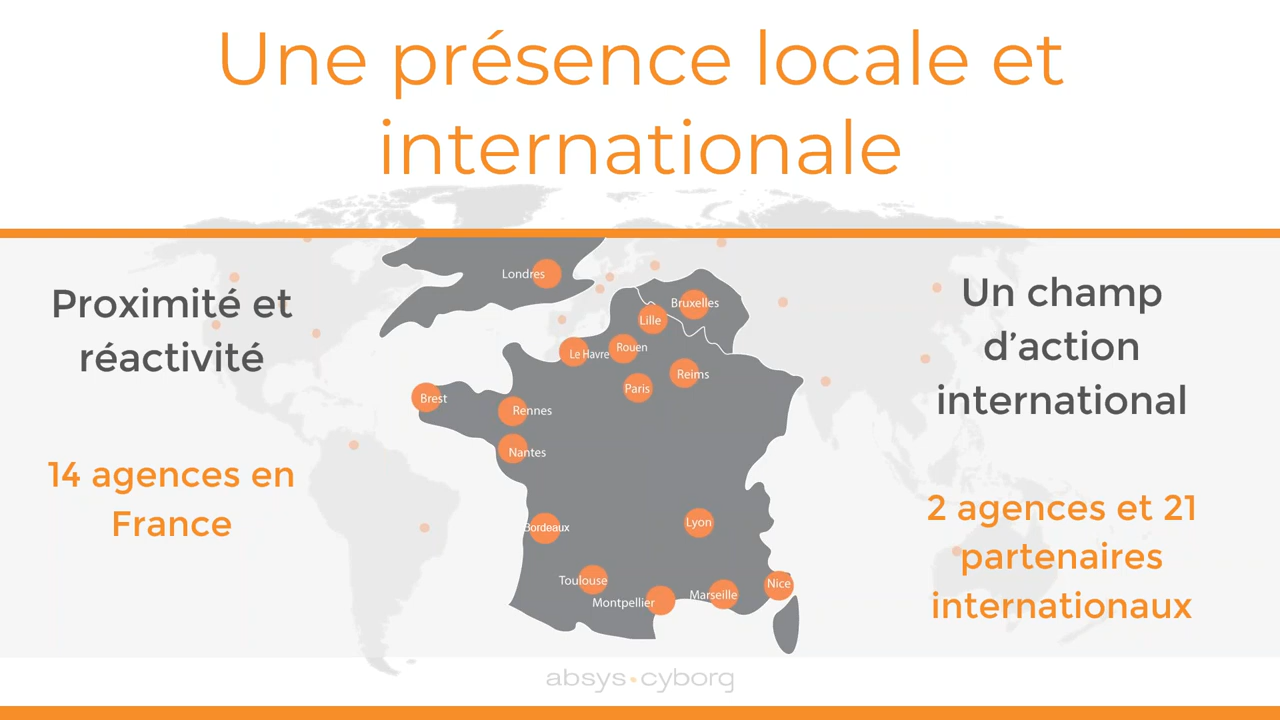 Une présence locale et
internationale
Proximité et
réactivité
14 agences en
France
Londres
Bruxelles
Lille
Le Havre
Rouen
Reims
Paris
Brest
Rennes
Nantes
Bordeaux
Lyon
Toulouse
Montpellier
Marseille
Nice
Un champ
d’action
international
2 agences et 21
partenaires
internationaux
absys•cyborg